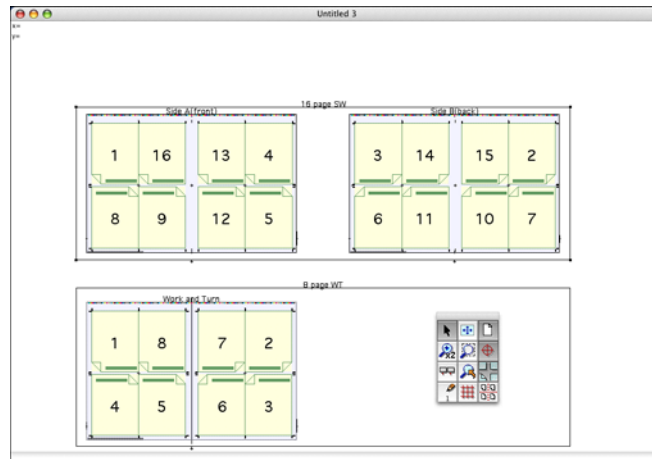 Untitled 3
x=
y=
16 page SW
Side A(front) Side B(back)
1 16 13 4 3 14 15 2
8 9 12 5 6 11 10 7
8 page WT
Work and Turn
1 8 7 2
x2
4 5 6 3